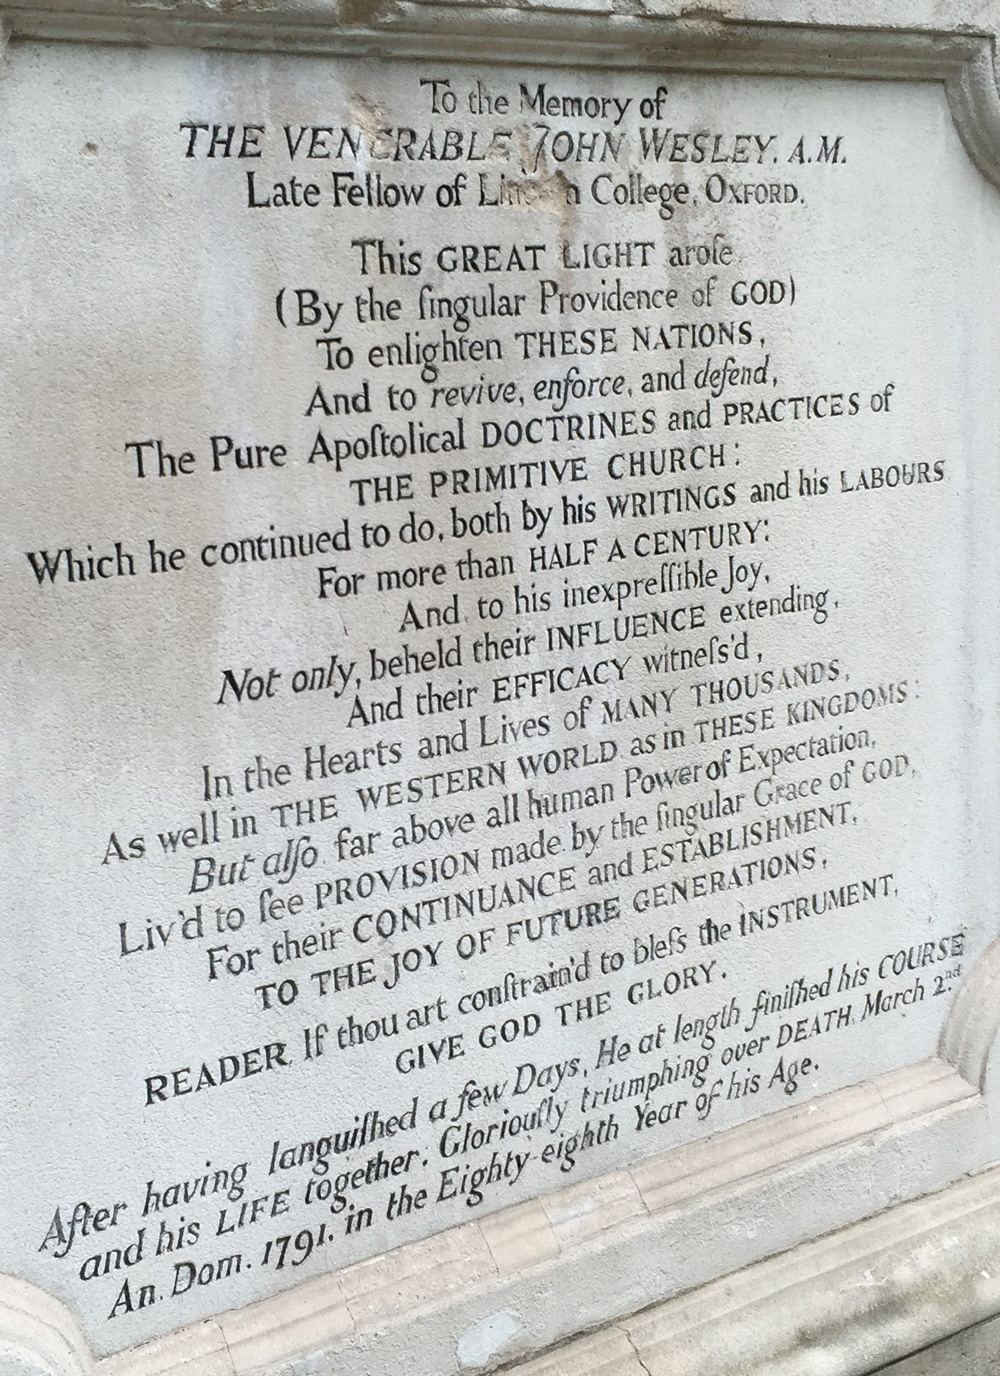 To the Memory of
THE VENERABLE JOHN WESLEY. A.M.
Late Fellow of Lincoln College, OXFORD.
This GREAT LIGHT aroſe
(By the ſingular Providence of GOD)
To enlighten THESE NATIONS,
And to revive, enforce, and defend,
The Pure Apoſtolical DOCTRINES and PRACTICES of
THE PRIMITIVE CHURCH:
Which he continued to do, both by his WRITINGS and his LABOURS
For more than HALF A CENTURY:
And, to his inexpreſſible Joy,
Not only, beheld their INFLUENCE extending,
And their EFFICACY witneſs'd,
In the Hearts and Lives of MANY THOUSANDS,
As well in THE WESTERN WORLD, as in THESE KINGDOMS:
But alſo, far above all human Power of Expectation,
Liv'd to ſee PROVISION made, by the ſingular Grace of GOD,
For their CONTINUANCE and ESTABLISHMENT,
TO THE JOY OF FUTURE GENERATIONS,
READER, If thou art conſtrain'd to bleſs the INSTRUMENT,
GIVE GOD THE GLORY.
After having languiſhed a few Days, He at length finiſhed his COURSE
and his LIFE together. Gloriouſly triumphing over DEATH, March 2.nd
An. Dom. 1791. in the Eighty-eighth Year of his Age.